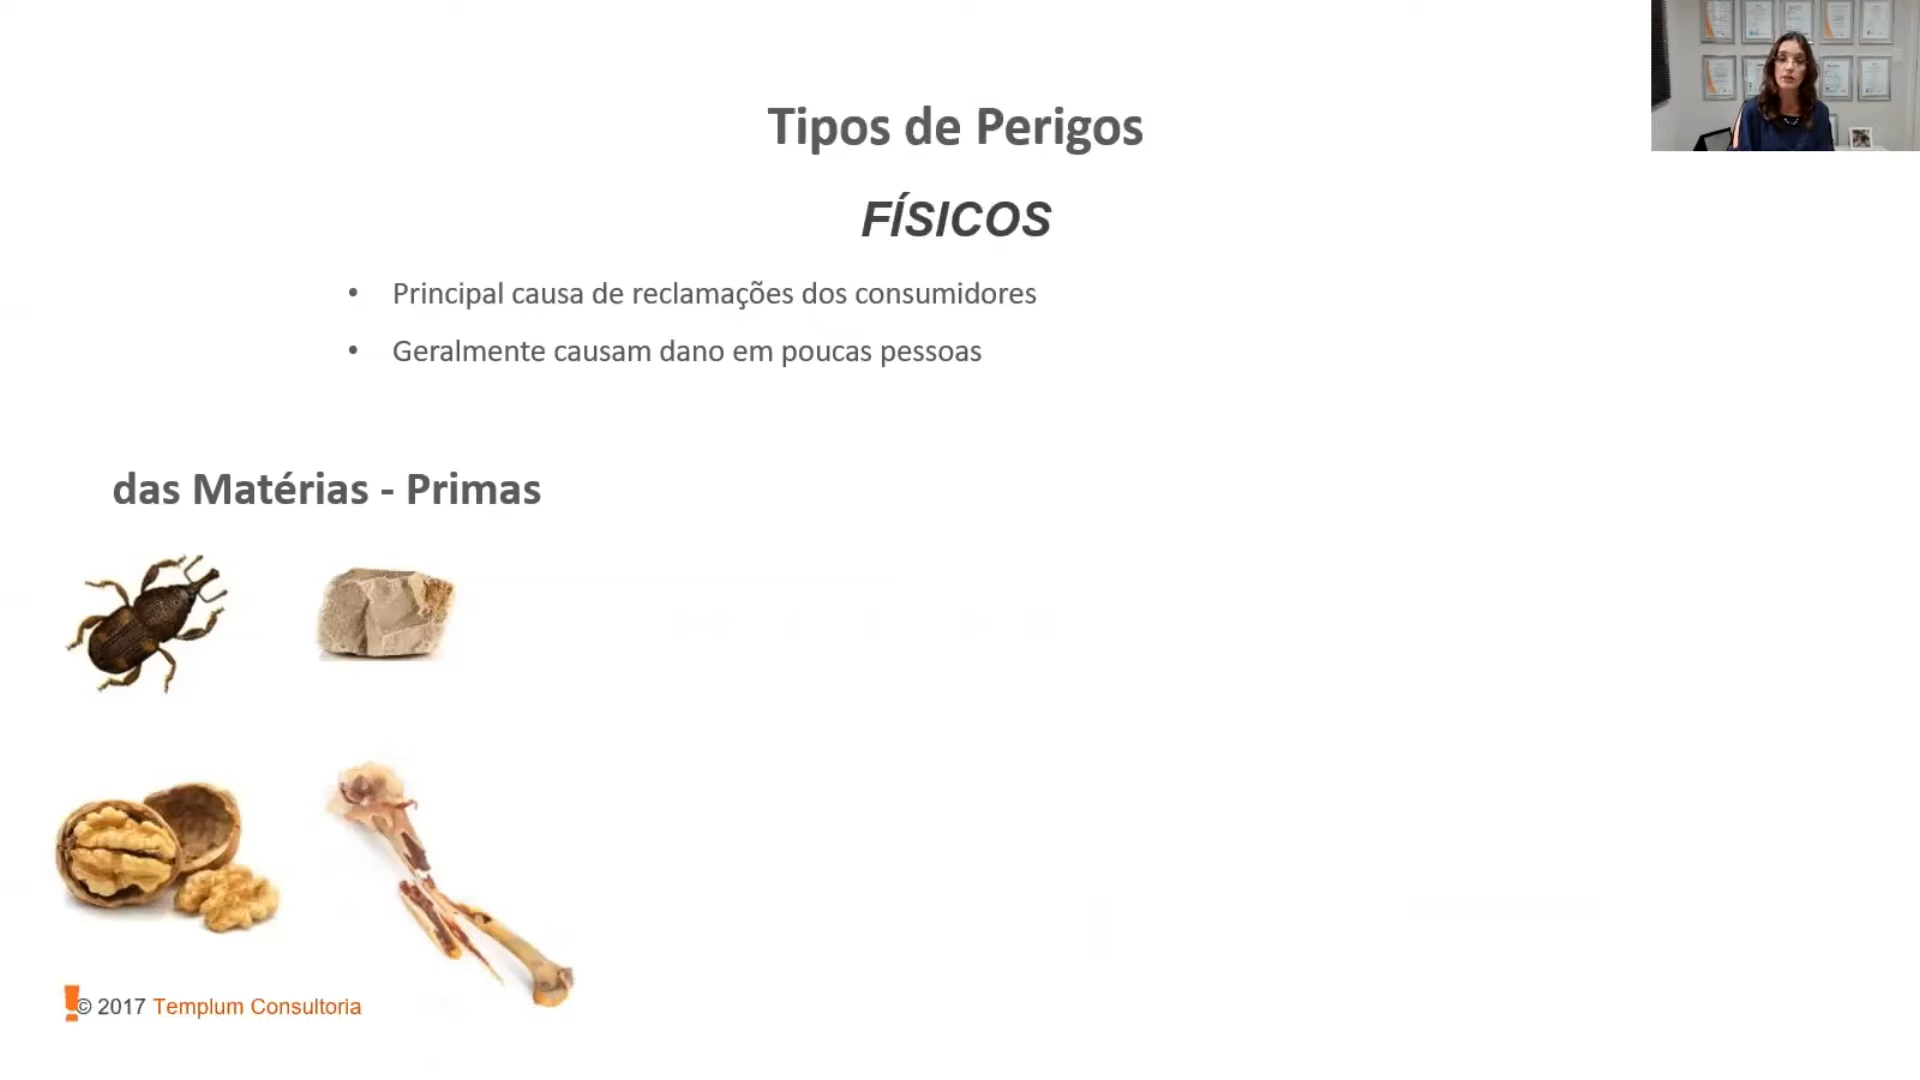 Tipos de Perigos
FÍSICOS
• Principal causa de reclamações dos consumidores
• Geralmente causam dano em poucas pessoas
das Matérias - Primas
© 2017 Templum Consultoria